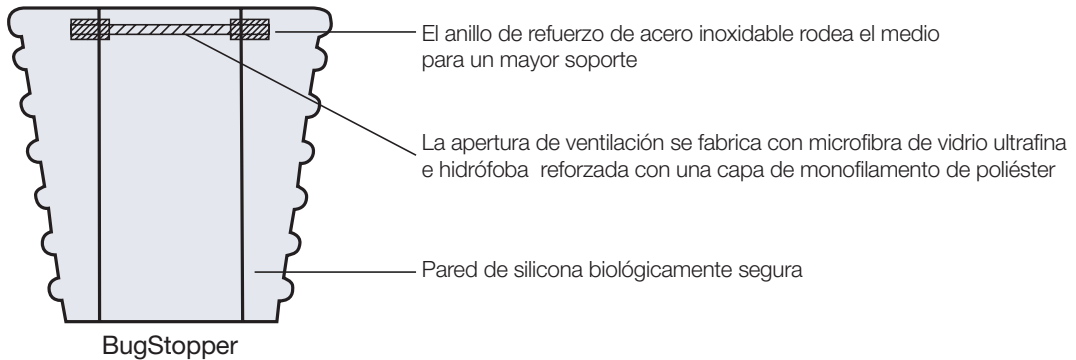 El anillo de refuerzo de acero inoxidable rodea el medio
para un mayor soporte
La apertura de ventilación se fabrica con microfibra de vidrio ultrafina
e hidrófoba  reforzada con una capa de monofilamento de poliéster
Pared de silicona biológicamente segura
BugStopper